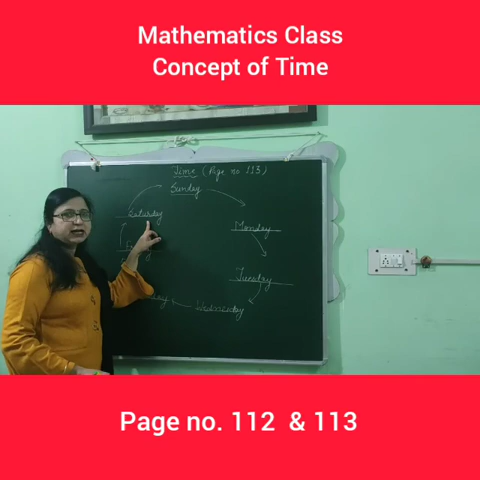 Mathematics Class
Concept of Time
Time (Page no 113)
Sunday
Saturday
Monday
Tuesday
Wednesday
Page no. 112 & 113